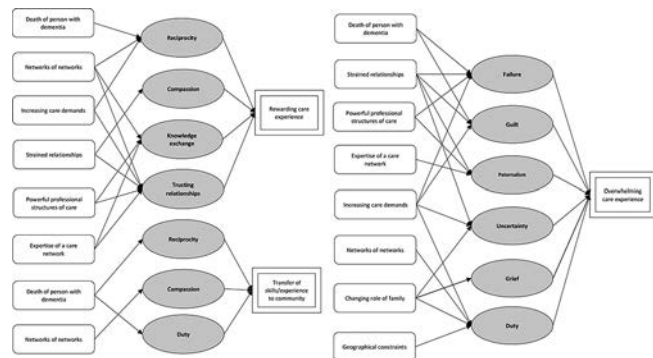 Death of person with
dementia
Networks of networks
Increasing care demands
Strained relationships
Powerful professional
structures of care
Expertise of a care
network
Death of person with
dementia
Networks of networks
Reciprocity
Compassion
Knowledge
exchange
Trusting
relationships
Reciprocity
Compassion
Duty
Rewarding care
experience
Transfer of
skills/experience
to community
Death of person with
dementia
Strained relationships
Powerful professional
structures of care
Expertise of a care
network
Increasing care demands
Networks of networks
Changing role of family
Geographical constraints
Failure
Guilt
Paternalism
Uncertainty
Grief
Duty
Overwhelming
care experience